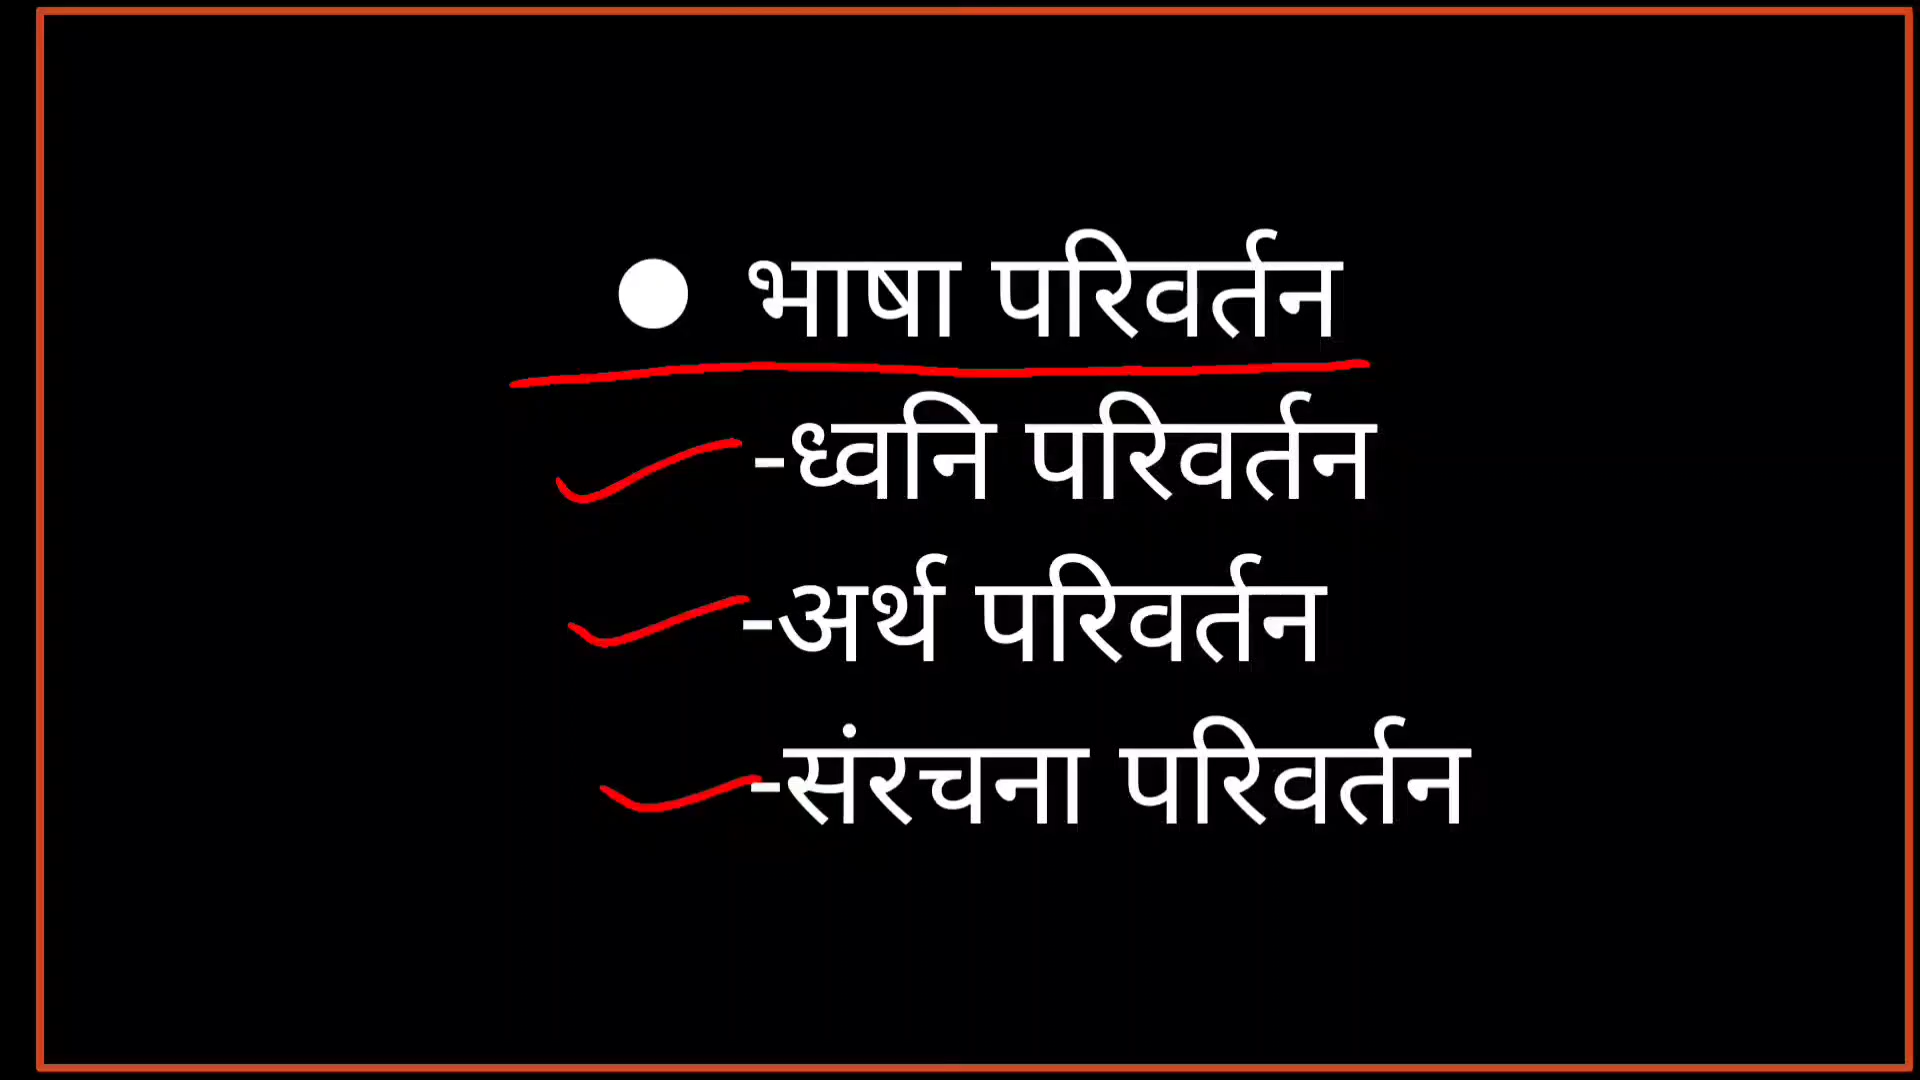 ● भाषा परिवर्तन
-ध्वनि परिवर्तन
-अर्थ परिवर्तन
-संरचना परिवर्तन